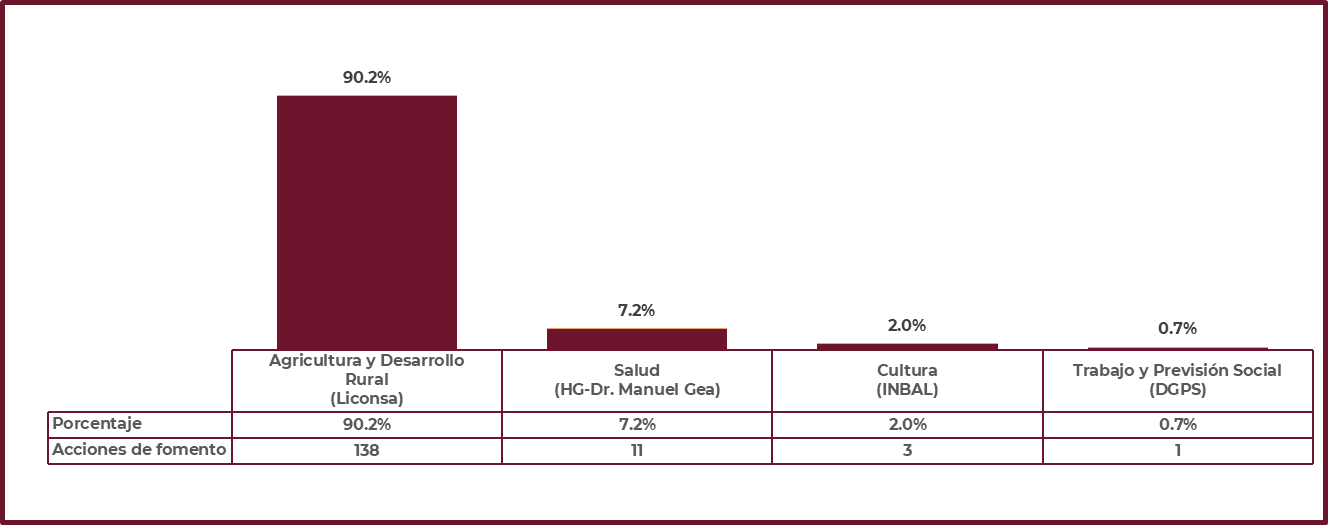 90.2%
7.2%
2.0%
0.7%
Agricultura y Desarrollo
Rural
(Liconsa)
Salud
(HG-Dr. Manuel Gea)
Cultura
(INBAL)
Trabajo y Previsión Social
(DGPS)
Porcentaje 90.2% 7.2% 2.0% 0.7%
Acciones de fomento 138 11 3 1